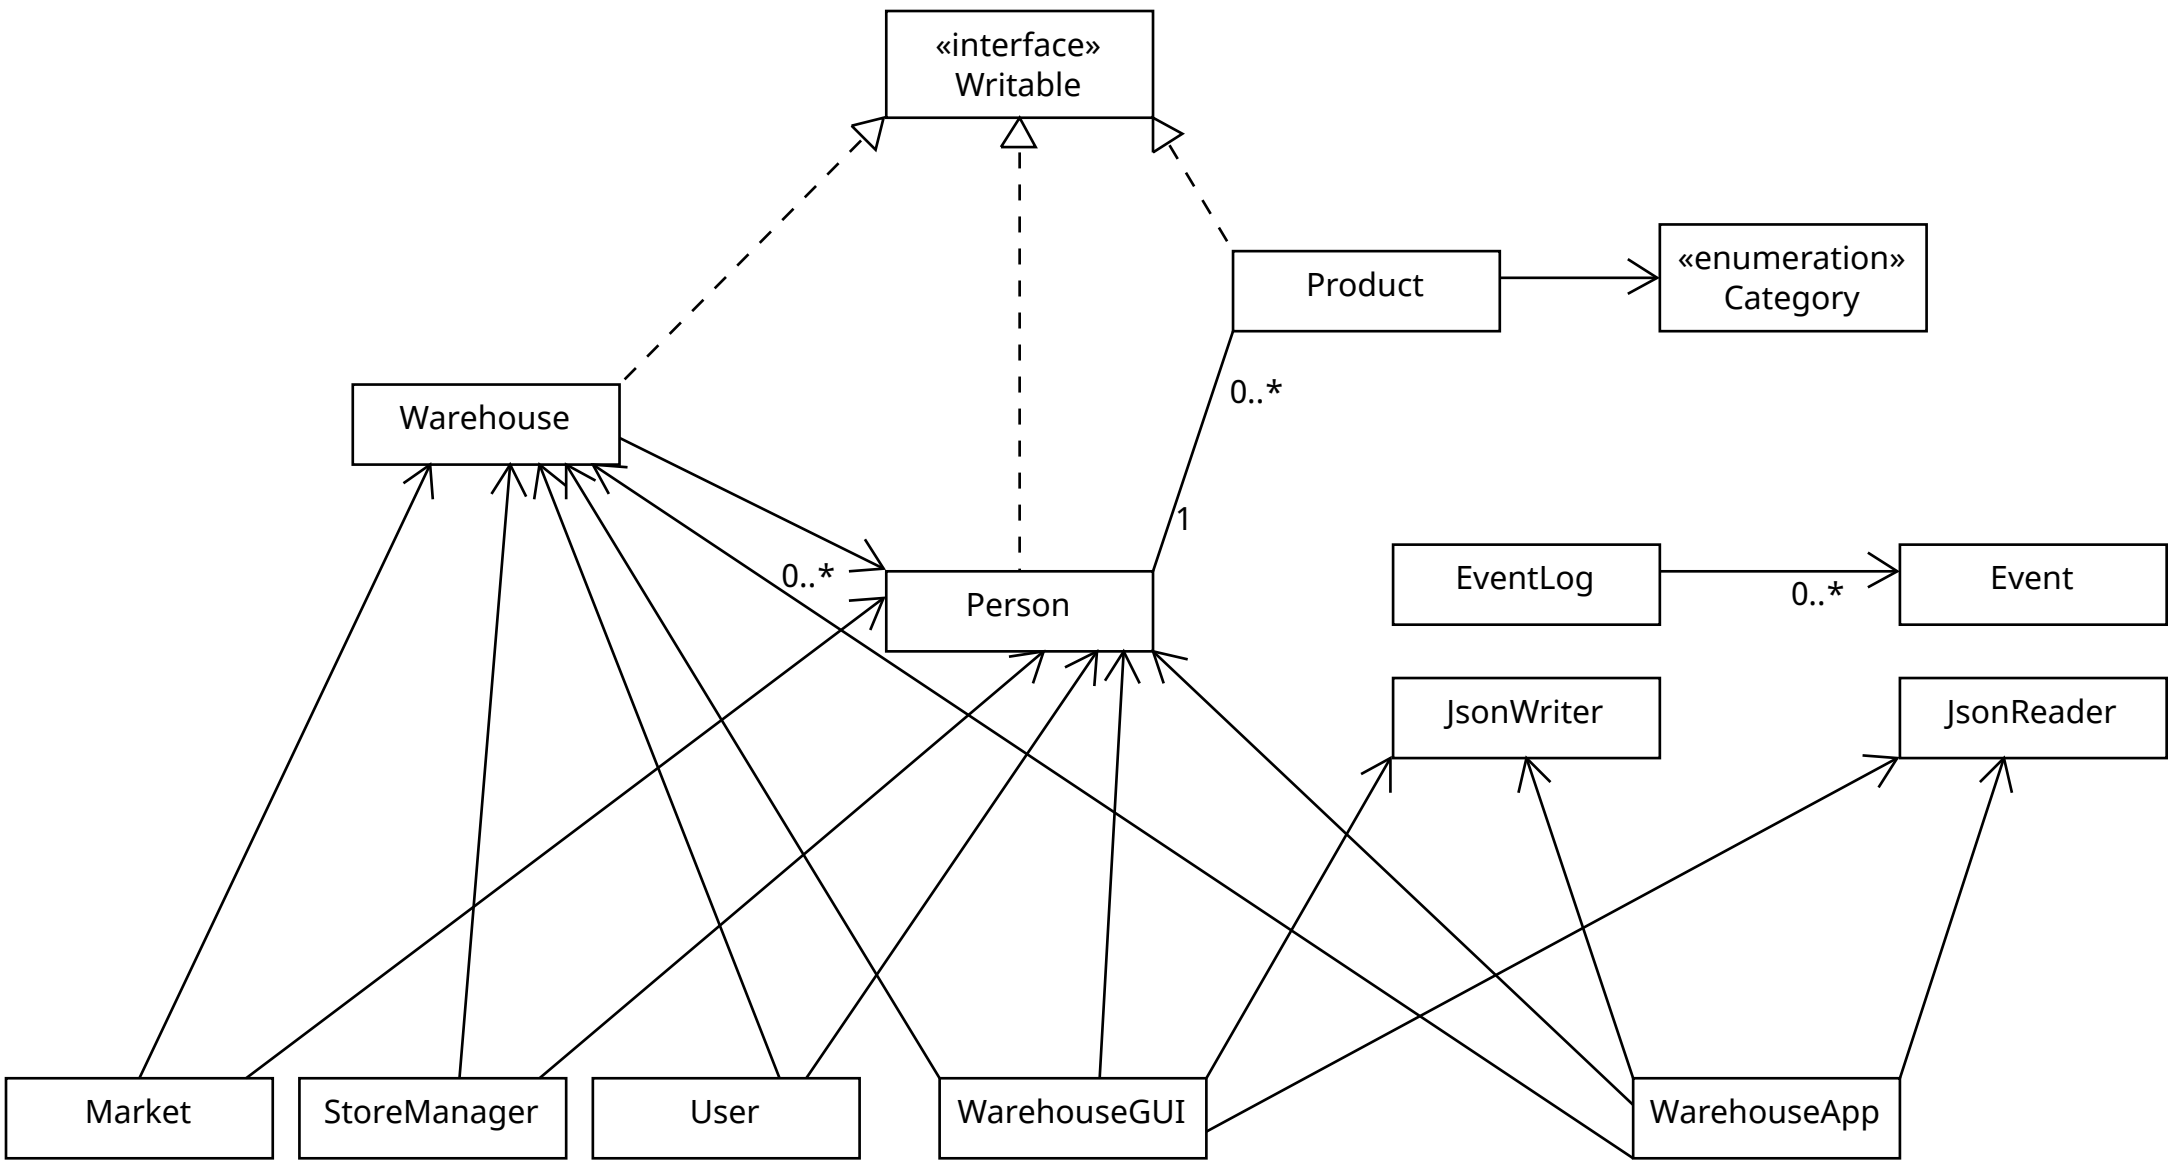 «interface»
Writable
«enumeration»
Category
Product
Warehouse
0..*
1
0..*
Person
EventLog
0..*
Event
JsonWriter
JsonReader
Market
StoreManager
User
WarehouseGUI
WarehouseApp